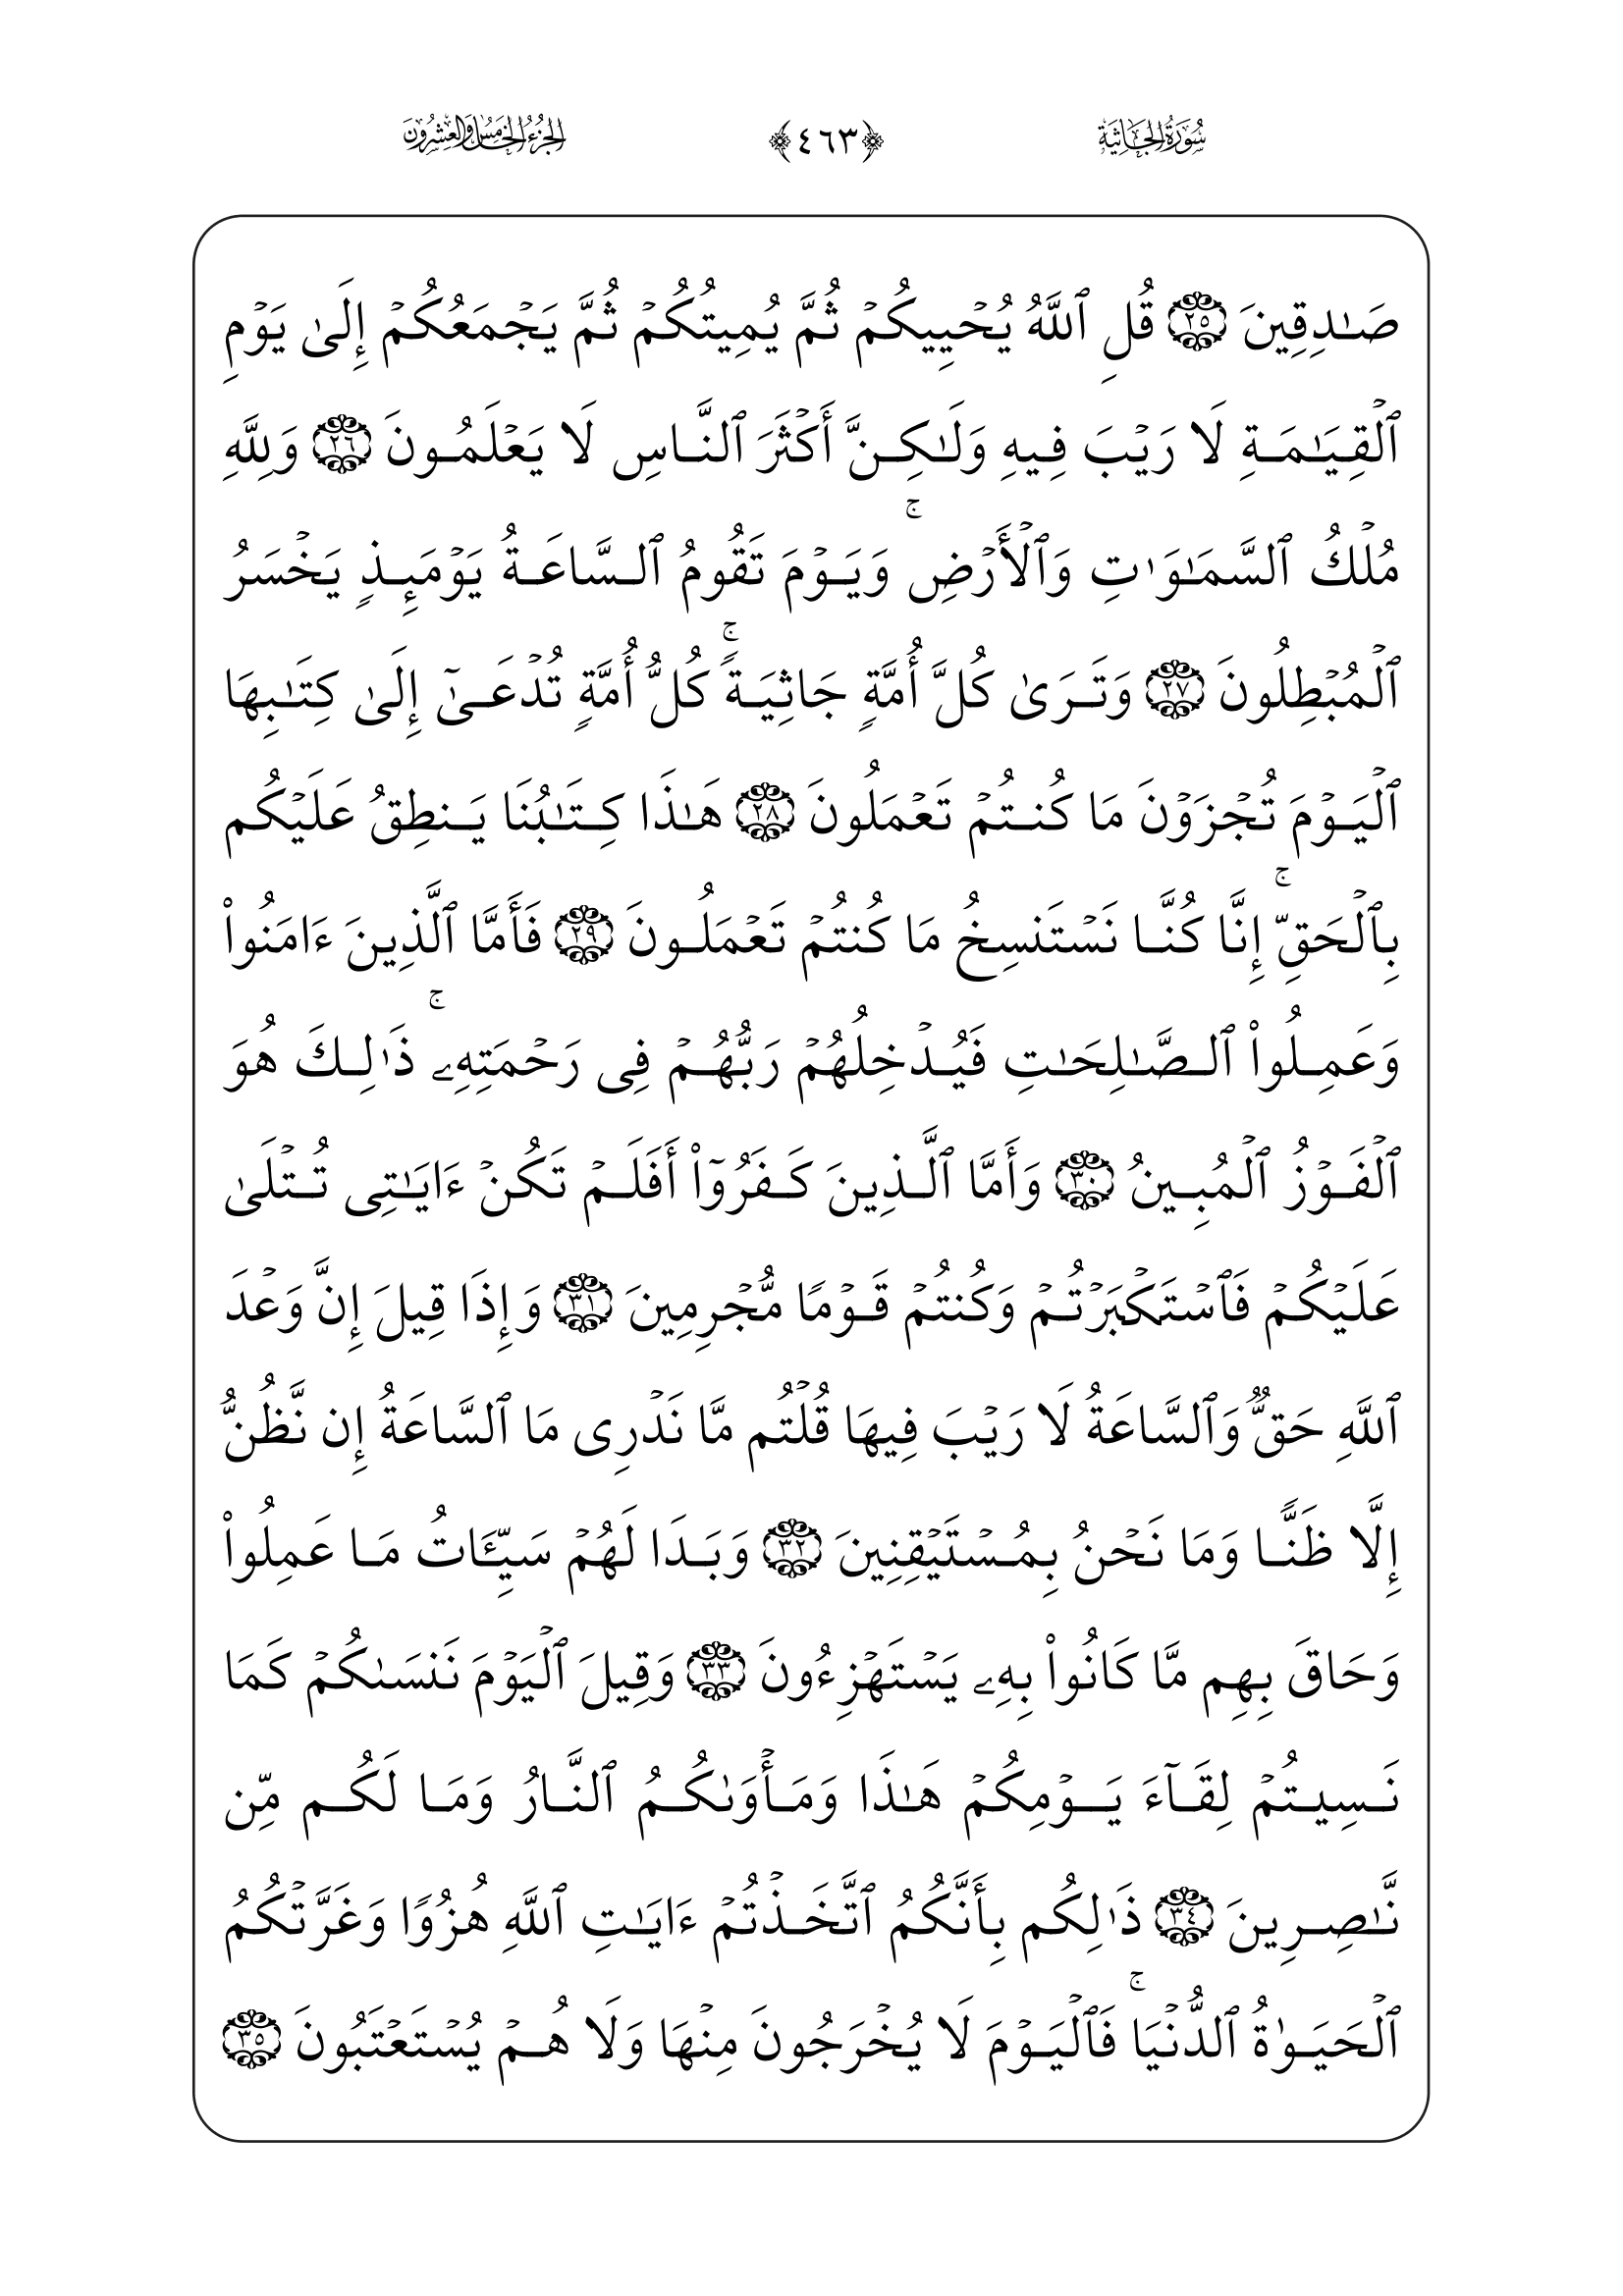 سُورَةُ الجَاثِيَة ﴿٤٦٣﴾ الجُزْءُ الخَامِسُ وَالعِشْرُونَ
صَـٰدِقِينَ ٢٥ قُلِ ٱللَّهُ يُحْيِيكُمْ ثُمَّ يُمِيتُكُمْ ثُمَّ يَجْمَعُكُمْ إِلَىٰ يَوْمِ
ٱلْقِيَـٰمَةِ لَا رَيْبَ فِيهِ وَلَـٰكِنَّ أَكْثَرَ ٱلنَّاسِ لَا يَعْلَمُونَ ٢٦ وَلِلَّهِ
مُلْكُ ٱلسَّمَـٰوَٰتِ وَٱلْأَرْضِ ۚ وَيَوْمَ تَقُومُ ٱلسَّاعَةُ يَوْمَئِذٍ يَخْسَرُ
ٱلْمُبْطِلُونَ ٢٧ وَتَرَىٰ كُلَّ أُمَّةٍ جَاثِيَةً ۚ كُلُّ أُمَّةٍ تُدْعَىٰٓ إِلَىٰ كِتَـٰبِهَا
ٱلْيَوْمَ تُجْزَوْنَ مَا كُنتُمْ تَعْمَلُونَ ٢٨ هَـٰذَا كِتَـٰبُنَا يَنطِقُ عَلَيْكُم
بِٱلْحَقِّ ۚ إِنَّا كُنَّا نَسْتَنسِخُ مَا كُنتُمْ تَعْمَلُونَ ٢٩ فَأَمَّا ٱلَّذِينَ ءَامَنُوا۟
وَعَمِلُوا۟ ٱلصَّـٰلِحَـٰتِ فَيُدْخِلُهُمْ رَبُّهُمْ فِى رَحْمَتِهِۦ ۚ ذَٰلِكَ هُوَ
ٱلْفَوْزُ ٱلْمُبِينُ ٣٠ وَأَمَّا ٱلَّذِينَ كَفَرُوٓا۟ أَفَلَمْ تَكُنْ ءَايَـٰتِى تُتْلَىٰ
عَلَيْكُمْ فَٱسْتَكْبَرْتُمْ وَكُنتُمْ قَوْمًا مُّجْرِمِينَ ٣١ وَإِذَا قِيلَ إِنَّ وَعْدَ
ٱللَّهِ حَقٌّ وَٱلسَّاعَةُ لَا رَيْبَ فِيهَا قُلْتُم مَّا نَدْرِى مَا ٱلسَّاعَةُ إِن نَّظُنُّ
إِلَّا ظَنًّا وَمَا نَحْنُ بِمُسْتَيْقِنِينَ ٣٢ وَبَدَا لَهُمْ سَيِّـَٔاتُ مَا عَمِلُوا۟
وَحَاقَ بِهِم مَّا كَانُوا۟ بِهِۦ يَسْتَهْزِءُونَ ٣٣ وَقِيلَ ٱلْيَوْمَ نَنسَىٰكُمْ كَمَا
نَسِيتُمْ لِقَآءَ يَوْمِكُمْ هَـٰذَا وَمَأْوَىٰكُمُ ٱلنَّارُ وَمَا لَكُم مِّن
نَّـٰصِرِينَ ٣٤ ذَٰلِكُم بِأَنَّكُمُ ٱتَّخَذْتُمْ ءَايَـٰتِ ٱللَّهِ هُزُوًا وَغَرَّتْكُمُ
ٱلْحَيَوٰةُ ٱلدُّنْيَا ۚ فَٱلْيَوْمَ لَا يُخْرَجُونَ مِنْهَا وَلَا هُمْ يُسْتَعْتَبُونَ ٣٥